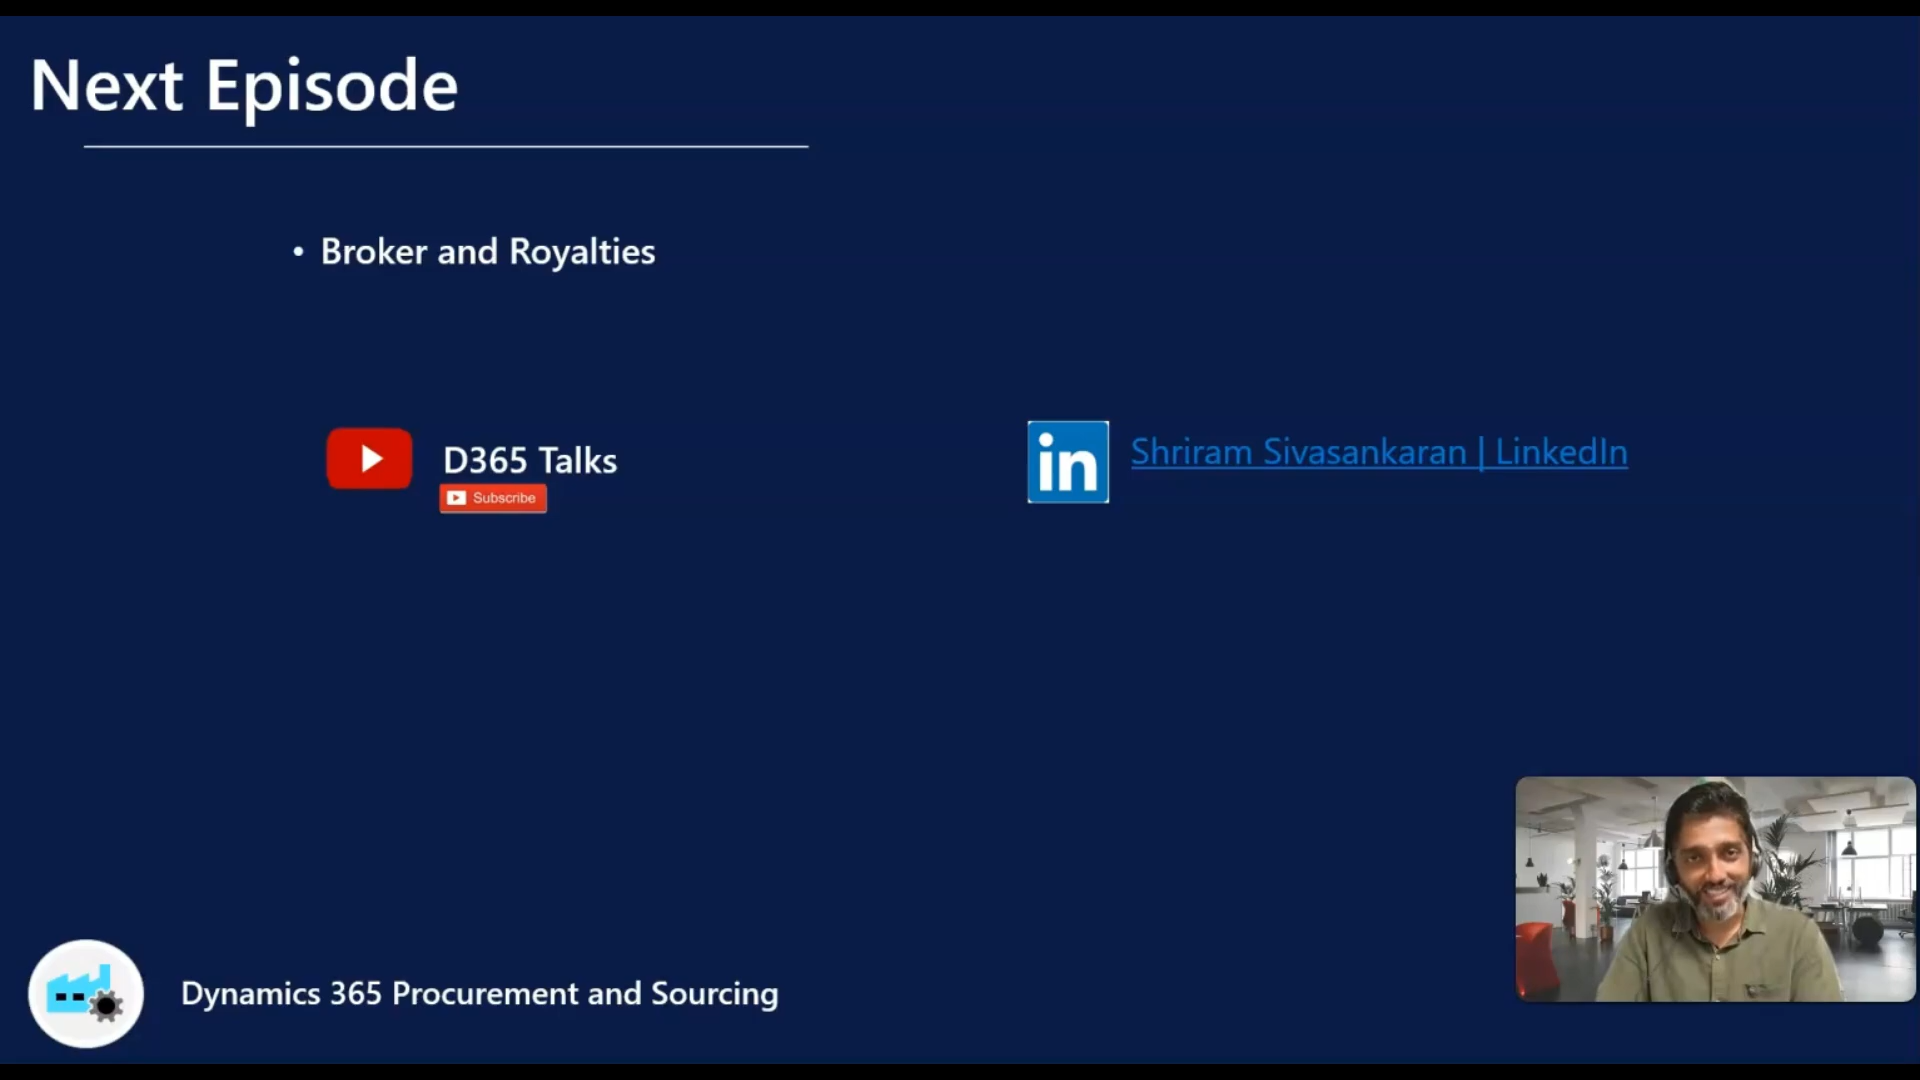 Next Episode
• Broker and Royalties
D365 Talks
Subscribe
in
Shriram Sivasankaran | LinkedIn
Dynamics 365 Procurement and Sourcing